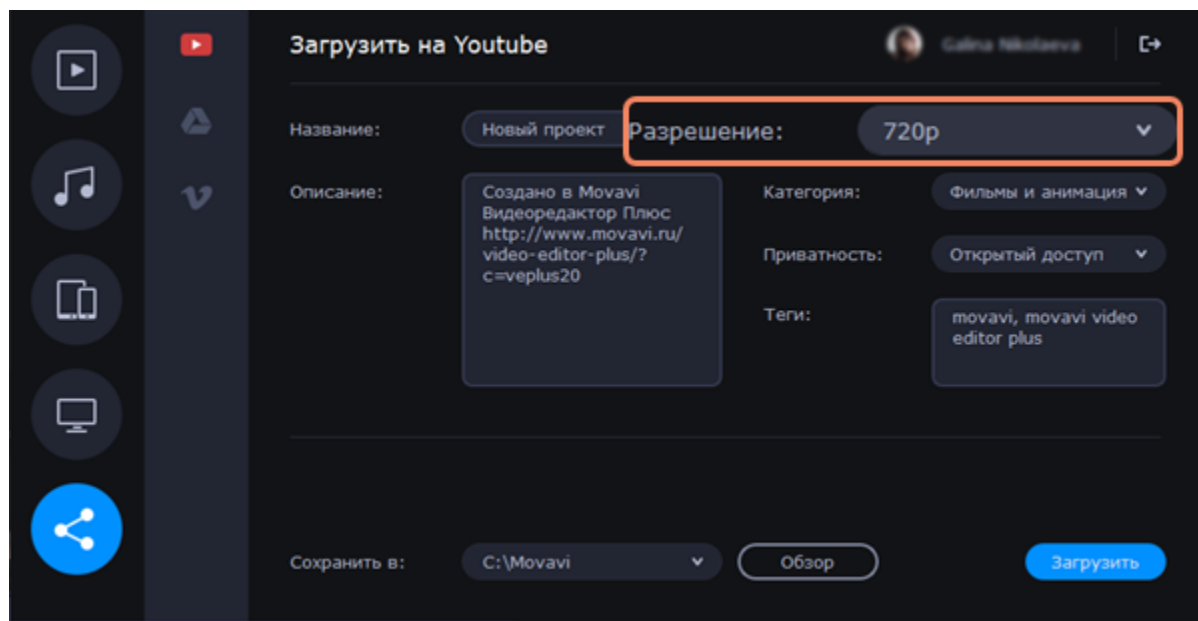 Загрузить на Youtube
Название:
Новый проект
Разрешение:
720p
Описание:
Создано в Movavi
Видеоредактор Плюс
http://www.movavi.ru/
video-editor-plus/?
c=veplus20
Категория:
Фильмы и анимация
Приватность:
Открытый доступ
Теги:
movavi, movavi video
editor plus
Сохранить в:
C:\Movavi
Обзор
Загрузить